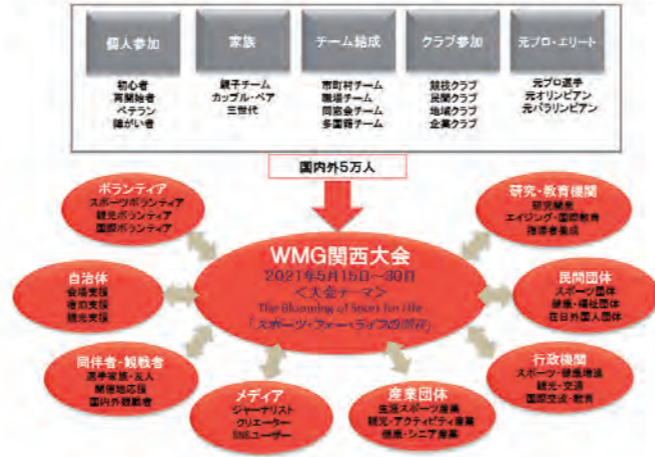 個人参加
初心者
再開始者
ベテラン
障がい者
家族
親子チーム
カップル・ペア
三世代
チーム結成
市町村チーム
職場チーム
同窓会チーム
多国籍チーム
クラブ参加
競技クラブ
民間クラブ
地域クラブ
企業クラブ
元プロ・エリート
元プロ選手
元オリンピアン
元パラリンピアン
国内外5万人
ボランティア
スポーツボランティア
観光ボランティア
国際ボランティア
研究・教育機関
研究開発
エイジング・国際教育
指導者養成
WMG関西大会
2021年5月15日~30日
<大会テーマ>
The Blooming of Sport for Life
「スポーツ・フォー・ライフの開花」
自治体
会場支援
宿泊支援
観光支援
民間団体
スポーツ団体
健康・福祉団体
在日外国人団体
同伴者・観戦者
選手家族・友人
開催地応援
国内外観戦者
行政機関
スポーツ・健康増進
観光・交通
国際交流・教育
メディア
ジャーナリスト
クリエーター
SNSユーザー
産業団体
生涯スポーツ産業
観光・アクティビティ産業
健康・シニア産業